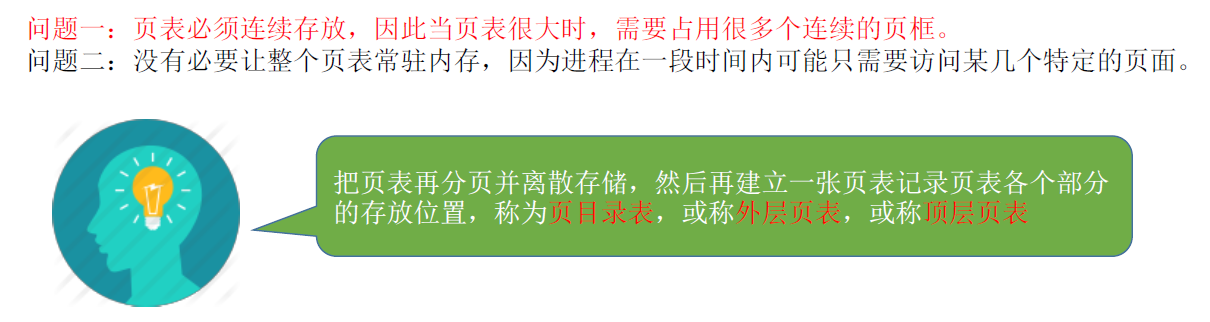 问题一：页表必须连续存放，因此当页表很大时，需要占用很多个连续的页框。
问题二：没有必要让整个页表常驻内存，因为进程在一段时间内可能只需要访问某几个特定的页面。
把页表再分页并离散存储，然后再建立一张页表记录页表各个部分
的存放位置，称为页目录表，或称外层页表，或称顶层页表